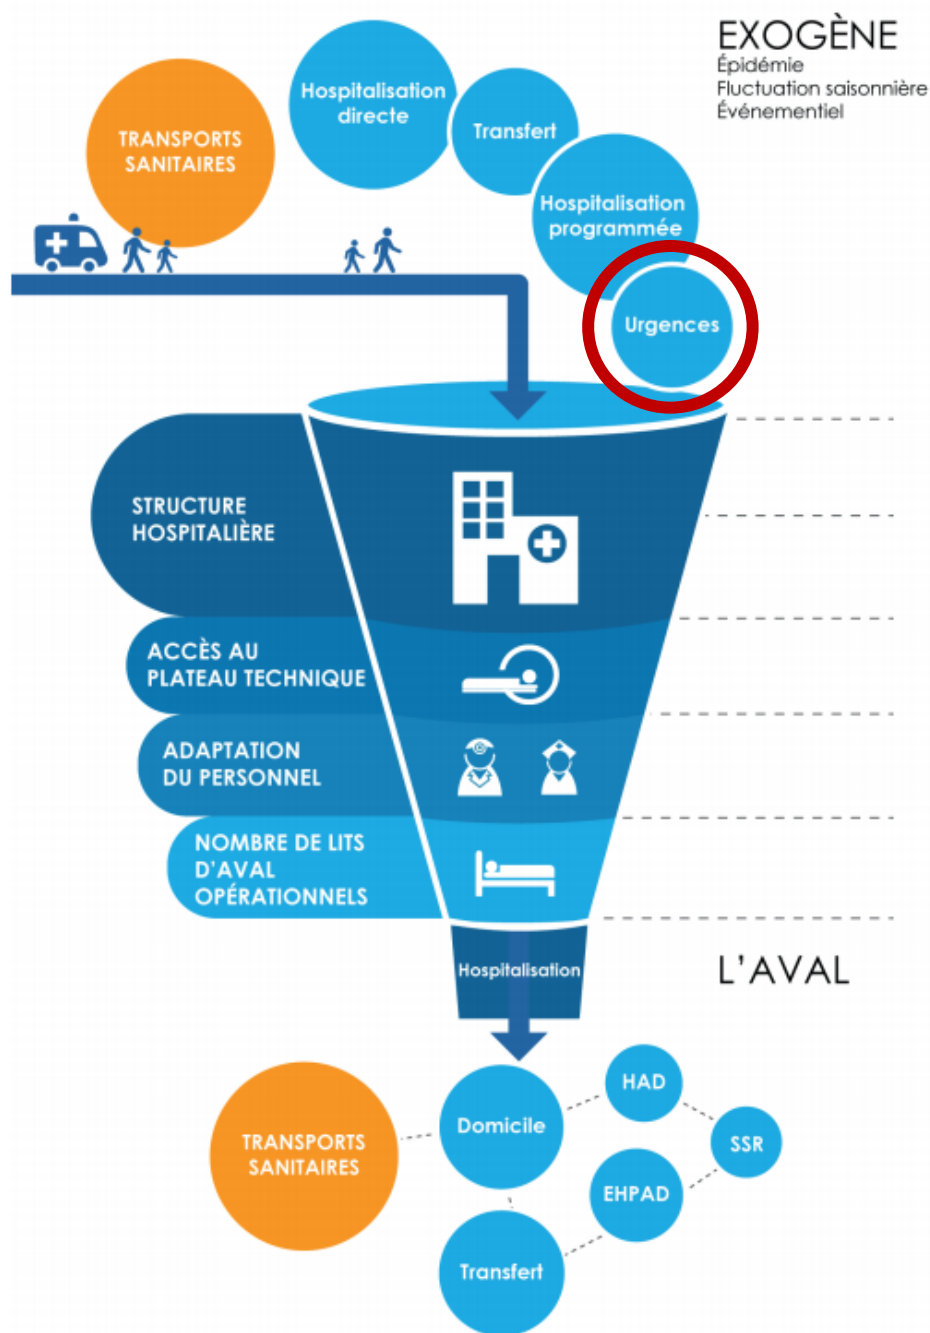 EXOGÈNE
Épidémie
Fluctuation saisonnière
Événementiel
TRANSPORTS
SANITAIRES
Hospitalisation
directe
Transfert
Hospitalisation
programmée
Urgences
STRUCTURE
HOSPITALIÈRE
ACCÈS AU
PLATEAU TECHNIQUE
ADAPTATION
DU PERSONNEL
NOMBRE DE LITS
D'AVAL
OPÉRATIONNELS
Hospitalisation
L'AVAL
TRANSPORTS
SANITAIRES
Domicile
HAD
SSR
EHPAD
Transfert